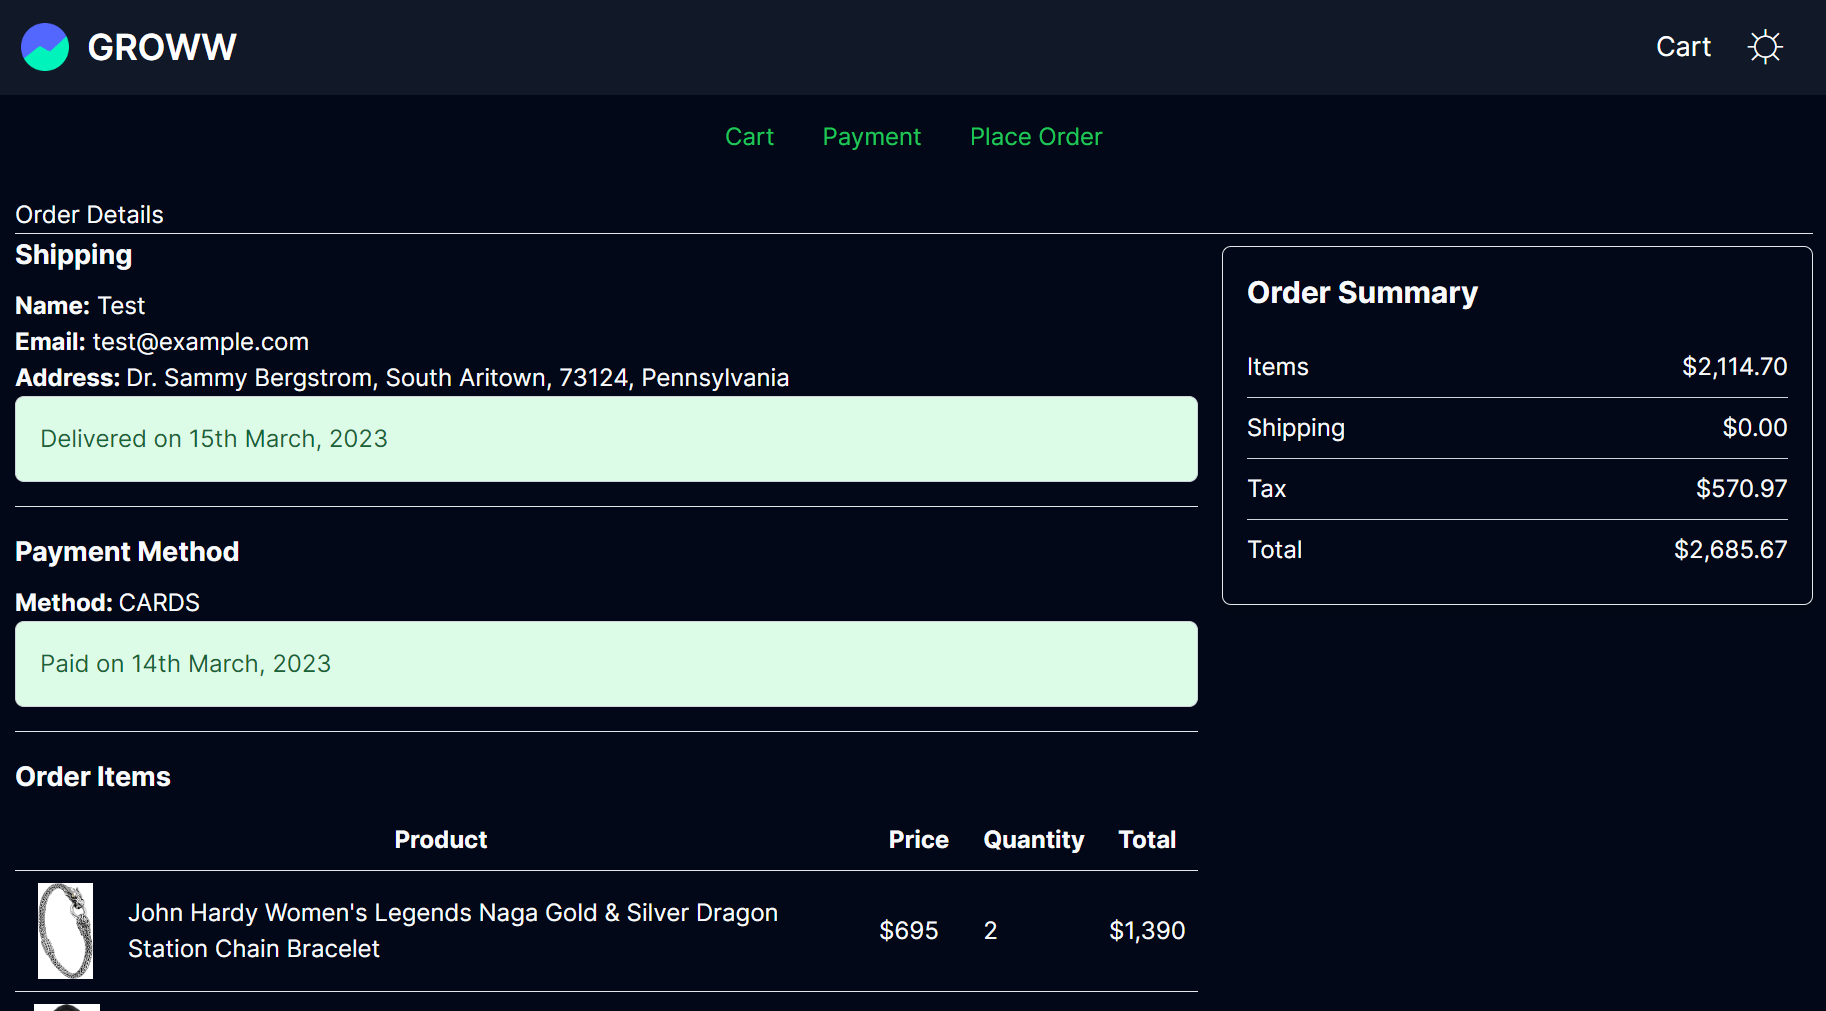 GROWW
Cart
Cart Payment Place Order
Order Details
Shipping
Name: Test
Email: test@example.com
Address: Dr. Sammy Bergstrom, South Aritown, 73124, Pennsylvania
Delivered on 15th March, 2023
Payment Method
Method: CARDS
Paid on 14th March, 2023
Order Items
Product Price Quantity Total
John Hardy Women's Legends Naga Gold & Silver Dragon
Station Chain Bracelet
$695 2 $1,390
Order Summary
Items $2,114.70
Shipping $0.00
Tax $570.97
Total $2,685.67